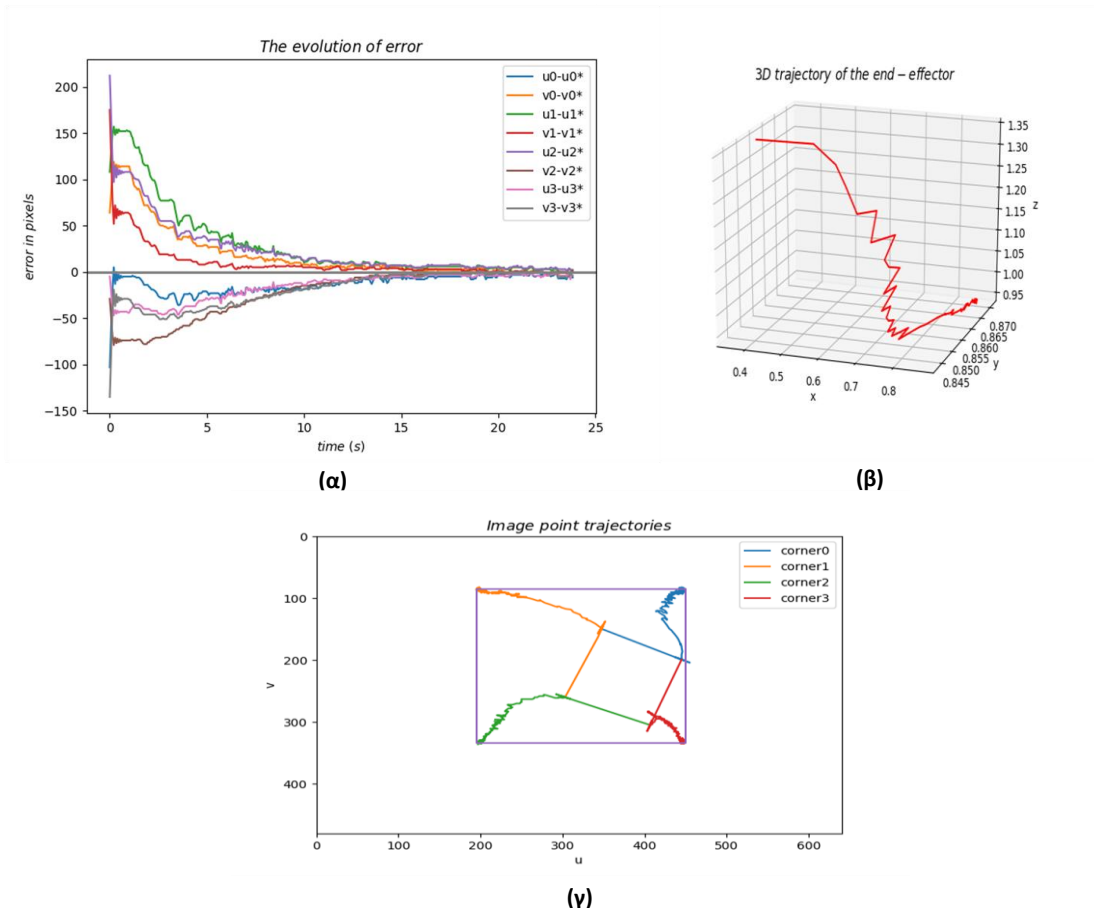 The evolution of error
error in pixels
200
150
100
50
0
−50
−100
−150
0
5
10
15
20
25
time (s)
u0-u0*
v0-v0*
u1-u1*
v1-v1*
u2-u2*
v2-v2*
u3-u3*
v3-v3*
(α)
3D trajectory of the end − effector
1.35
1.30
1.25
1.20
1.15
1.10
1.05
1.00
0.95
z
0.870
0.865
0.860
0.855
0.850
0.845
y
0.4
0.5
0.6
0.7
0.8
x
(β)
Image point trajectories
0
100
200
300
400
v
0
100
200
300
400
500
600
u
corner0
corner1
corner2
corner3
(γ)